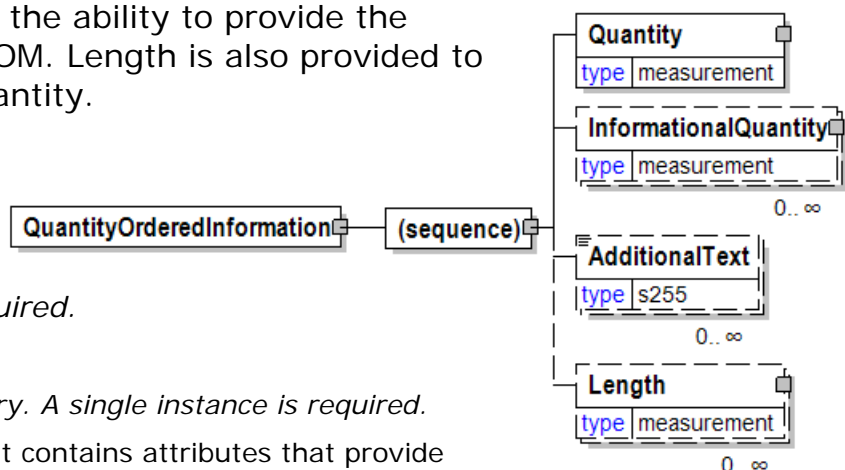 the ability to provide the
OM. Length is also provided to
antity.
Quantity
type measurement
InformationalQuantity
type measurement
0.. ∞
QuantityOrderedInformation
(sequence)
AdditionalText
type s255
0.. ∞
uired.
Length
type measurement
0.. ∞
ry. A single instance is required.
t contains attributes that provide